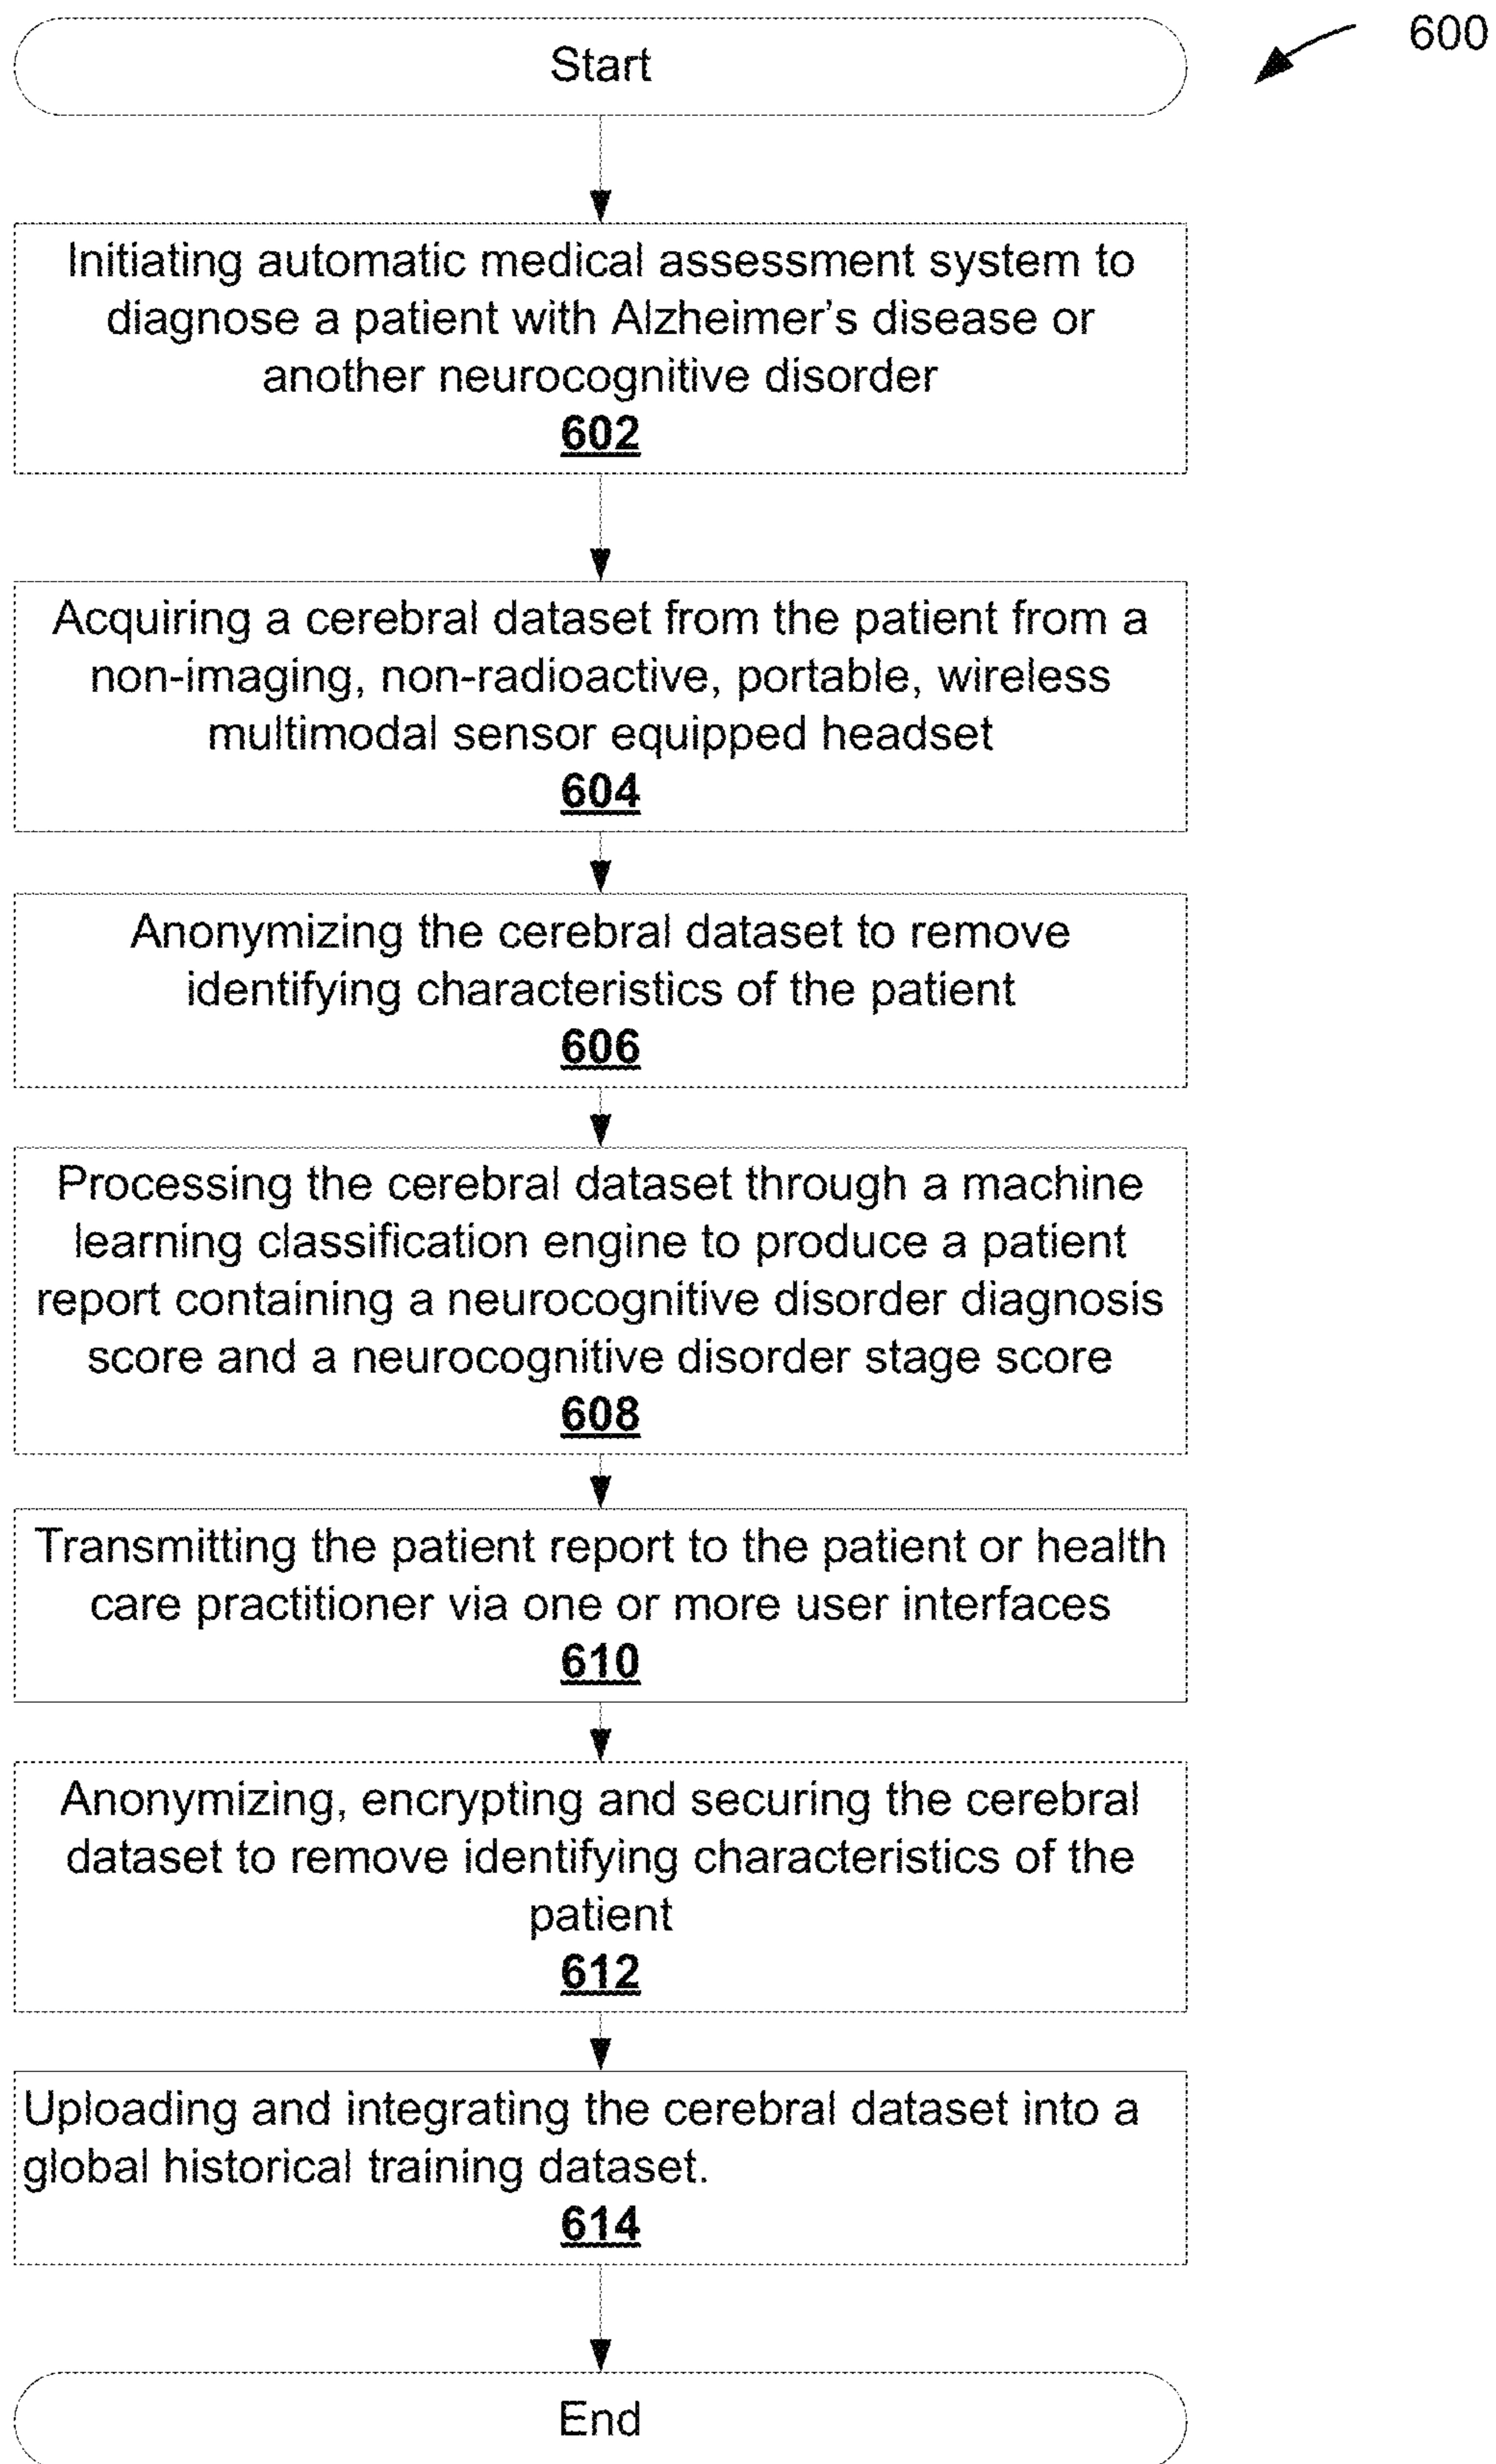 600
Start
Initiating automatic medical assessment system to
diagnose a patient with Alzheimer's disease or
another neurocognitive disorder
602
Acquiring a cerebral dataset from the patient from a
non-imaging, non-radioactive, portable, wireless
multimodal sensor equipped headset
604
Anonymizing the cerebral dataset to remove
identifying characteristics of the patient
606
Processing the cerebral dataset through a machine
learning classification engine to produce a patient
report containing a neurocognitive disorder diagnosis
score and a neurocognitive disorder stage score
608
Transmitting the patient report to the patient or health
care practitioner via one or more user interfaces
610
Anonymizing, encrypting and securing the cerebral
dataset to remove identifying characteristics of the
patient
612
Uploading and integrating the cerebral dataset into a
global historical training dataset.
614
End